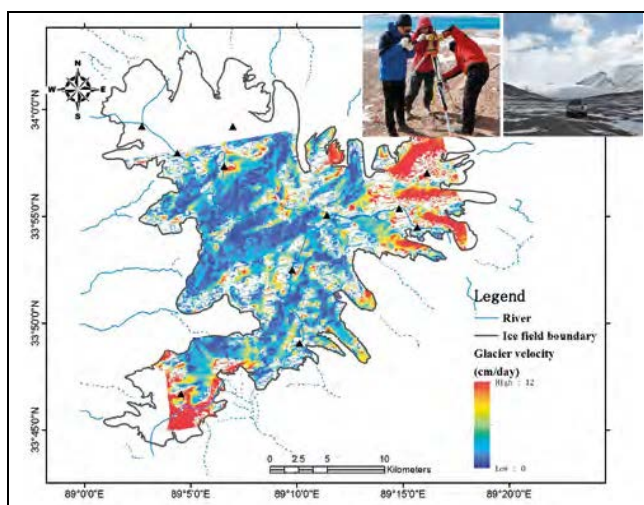 N
W E
S
34°0'0"N
33°55'0"N
33°50'0"N
33°45'0"N
Legend
River
Ice field boundary
Glacier velocity
(cm/day)
High : 12
Low : 0
0 2.5 5 10
Kilometers
89°0'0"E 89°5'0"E 89°10'0"E 89°15'0"E 89°20'0"E